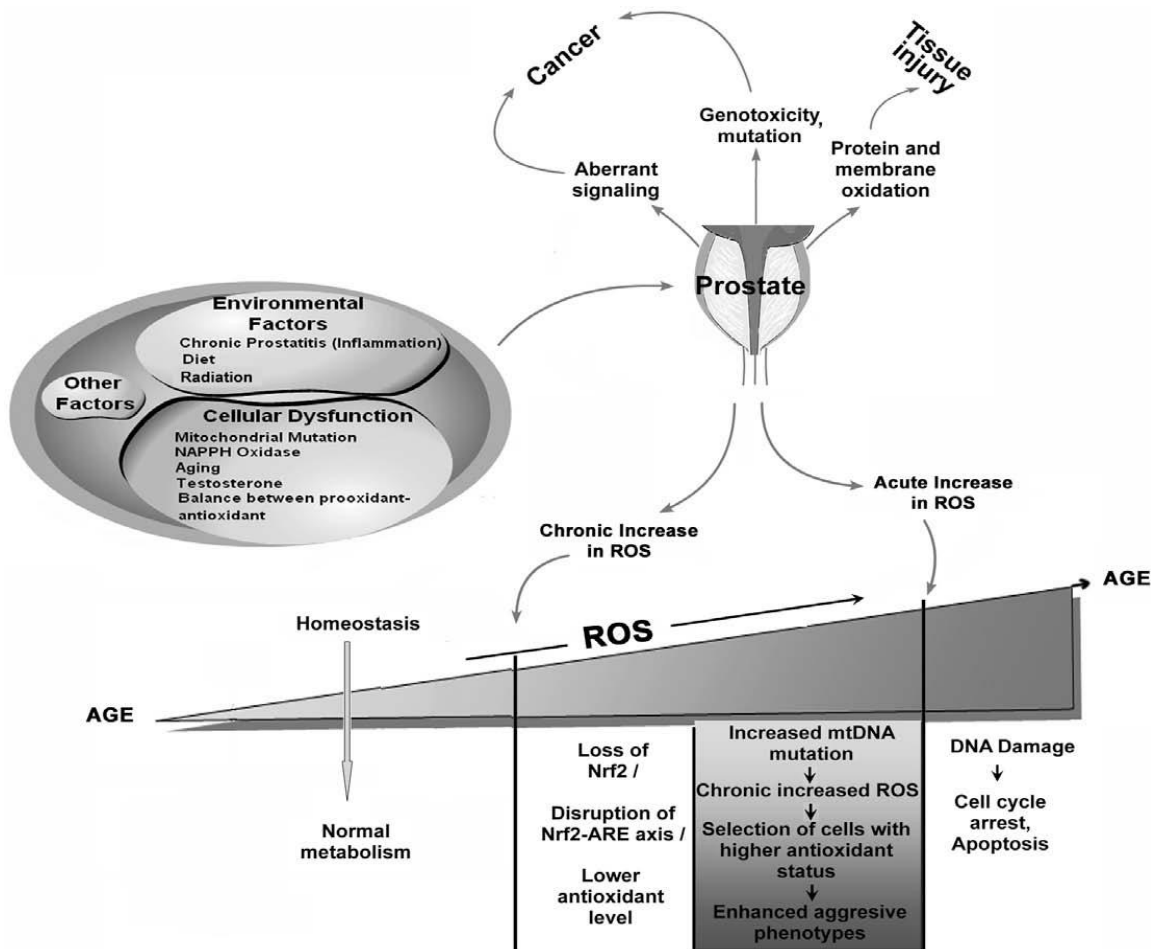 Cancer
Tissue
injury
Genotoxicity,
mutation
Protein and
membrane
oxidation
Aberrant
signaling
Prostate
Environmental
Factors
Chronic Prostatitis (Inflammation)
Diet
Radiation
Other
Factors
Cellular Dysfunction
Mitochondrial Mutation
NAPPH Oxidase
Aging
Testosterone
Balance between prooxidant-
antioxidant
Chronic Increase
in ROS
Acute Increase
in ROS
AGE
Homeostasis
ROS
AGE
Normal
metabolism
Loss of
Nrf2 /
Disruption of
Nrf2-ARE axis /
Lower
antioxidant
level
Increased mtDNA
mutation
Chronic increased ROS
Selection of cells with
higher antioxidant
status
Enhanced aggresive
phenotypes
DNA Damage
Cell cycle
arrest,
Apoptosis